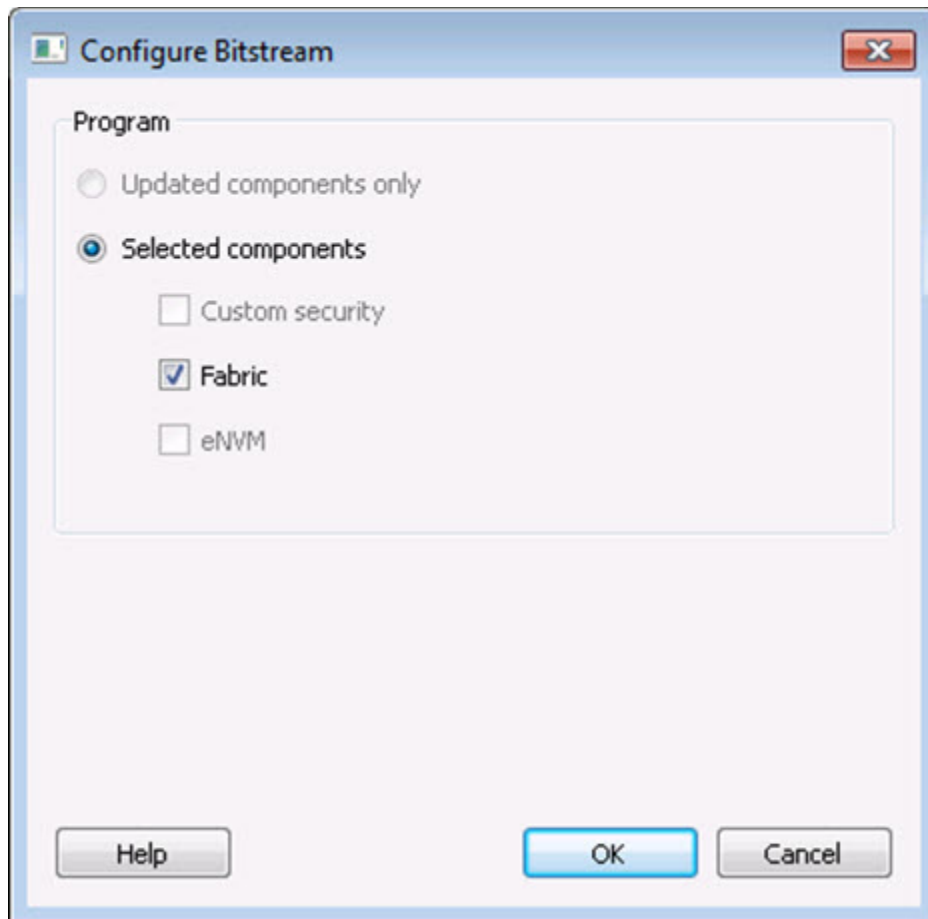 Configure Bitstream
Program
Updated components only
Selected components
Custom security
Fabric
eNVM
Help
OK
Cancel